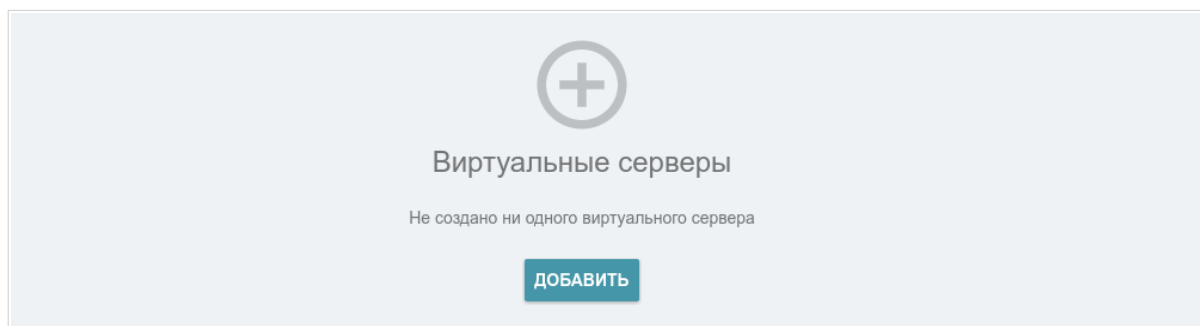 Виртуальные серверы
Не создано ни одного виртуального сервера
ДОБАВИТЬ